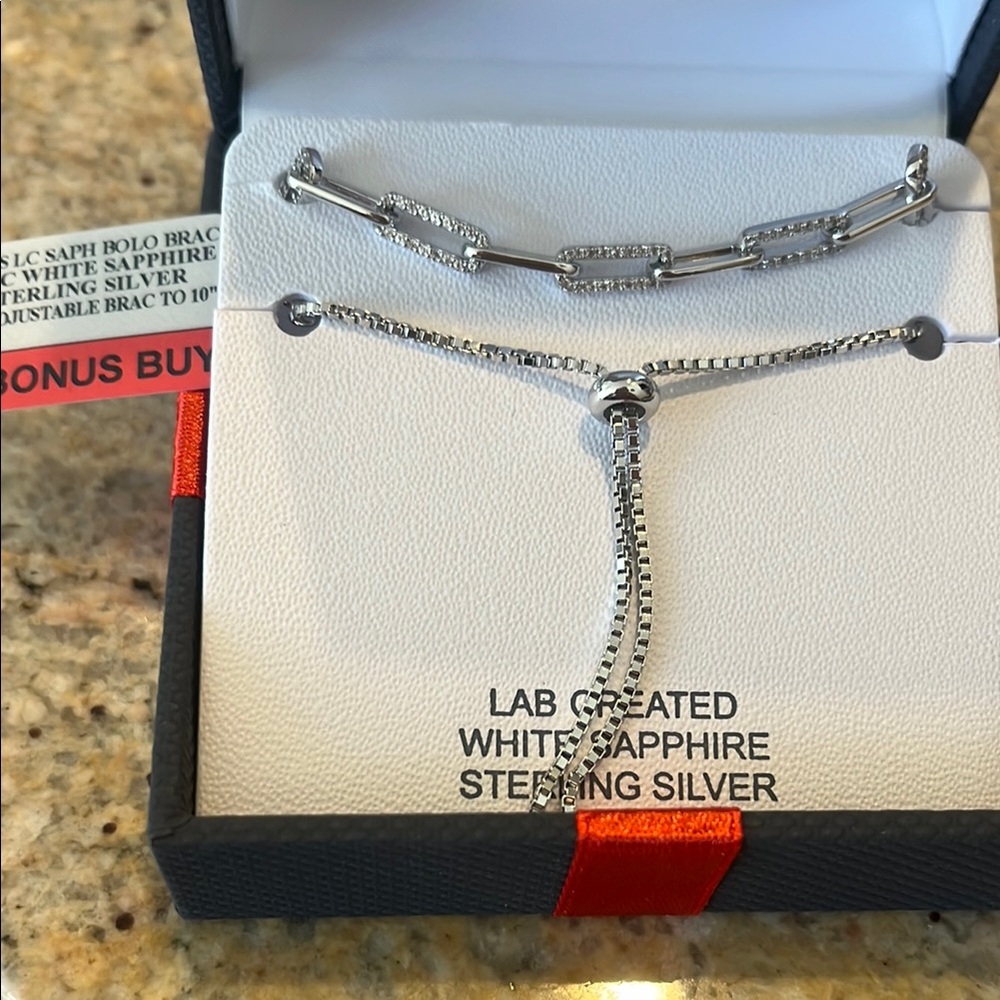 S LC SAPH BOLO BRAC
C WHITE SAPPHIRE
TERLING SILVER
DJUSTABLE BRAC TO 10"
BONUS BUY
LAB CREATED
WHITE SAPPHIRE
STERLING SILVER